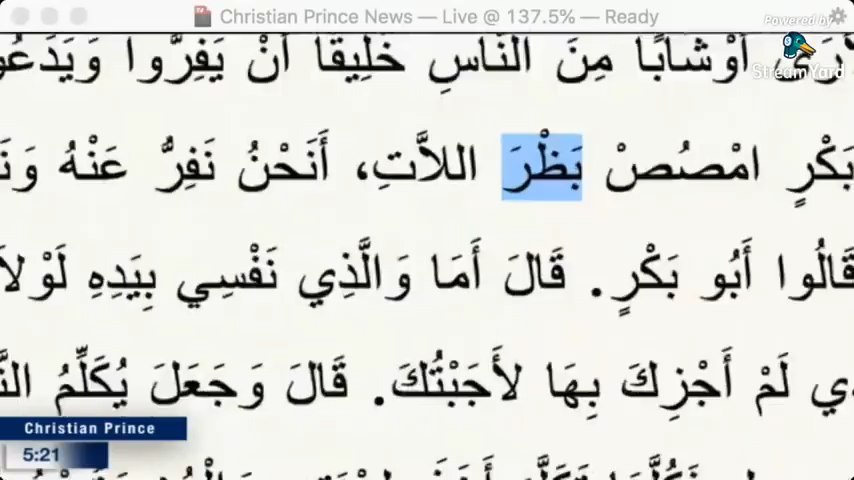 Christian Prince News — Live @ 137.5% — Ready
Powered by
StreamYard
أَوْشَابًا مِنَ النَّاسِ خَلِيقًا أَنْ يَفِرُّوا
بَكْرٍ امْصُصْ بَظْرَ اللاَّتِ، أَنَحْنُ نَفِرُّ عَنْهُ
قَالُوا أَبُو بَكْرٍ. قَالَ أَمَا وَالَّذِي نَفْسِي بِيَدِهِ لَوْلاَ
لَمْ أَجْزِكَ بِهَا لأَجَبْتُكَ. قَالَ وَجَعَلَ يُكَلِّمُ
Christian Prince
5:21